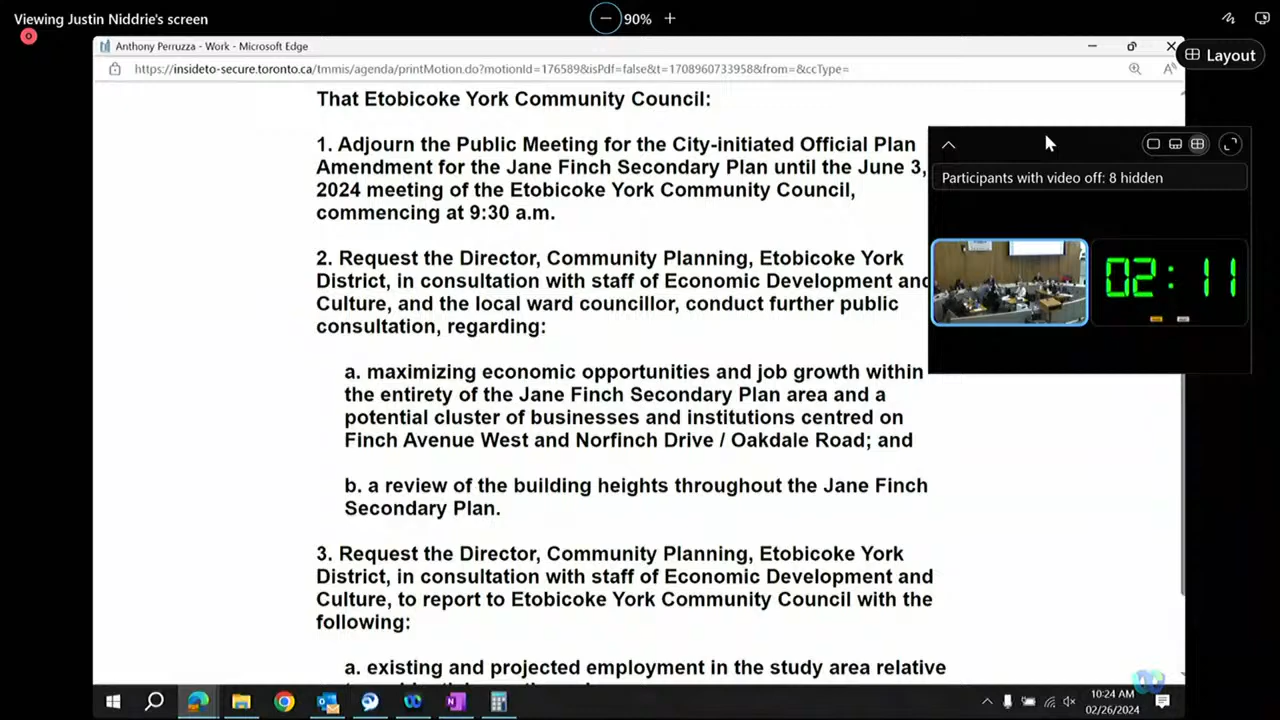 Viewing Justin Niddrie's screen
90%
Layout
Anthony Perruzza - Work - Microsoft Edge
https://insideto-secure.toronto.ca/tmmis/agenda/printMotion.do?motionId=176589&isPdf=false&t=1708960733958&from=&ccType=
That Etobicoke York Community Council:
1. Adjourn the Public Meeting for the City-initiated Official Plan
Amendment for the Jane Finch Secondary Plan until the June 3,
2024 meeting of the Etobicoke York Community Council,
commencing at 9:30 a.m.
Participants with video off: 8 hidden
02:11
2. Request the Director, Community Planning, Etobicoke York
District, in consultation with staff of Economic Development and
Culture, and the local ward councillor, conduct further public
consultation, regarding:
a. maximizing economic opportunities and job growth within
the entirety of the Jane Finch Secondary Plan area and a
potential cluster of businesses and institutions centred on
Finch Avenue West and Norfinch Drive / Oakdale Road; and
b. a review of the building heights throughout the Jane Finch
Secondary Plan.
3. Request the Director, Community Planning, Etobicoke York
District, in consultation with staff of Economic Development and
Culture, to report to Etobicoke York Community Council with the
following:
a. existing and projected employment in the study area relative
10:24 AM
02/26/2024